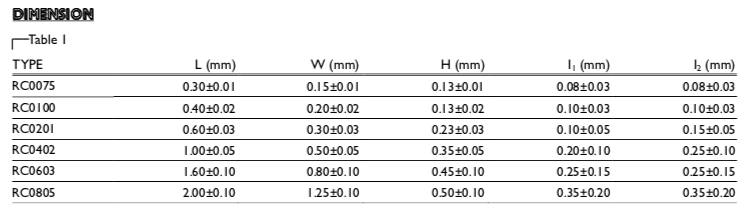 DIMENSION
Table 1
TYPE L (mm) W (mm) H (mm) I₁ (mm) I₂ (mm)
RC0075 0.30±0.01 0.15±0.01 0.13±0.01 0.08±0.03 0.08±0.03
RC0100 0.40±0.02 0.20±0.02 0.13±0.02 0.10±0.03 0.10±0.03
RC0201 0.60±0.03 0.30±0.03 0.23±0.03 0.10±0.05 0.15±0.05
RC0402 1.00±0.05 0.50±0.05 0.35±0.05 0.20±0.10 0.25±0.10
RC0603 1.60±0.10 0.80±0.10 0.45±0.10 0.25±0.15 0.25±0.15
RC0805 2.00±0.10 1.25±0.10 0.50±0.10 0.35±0.20 0.35±0.20